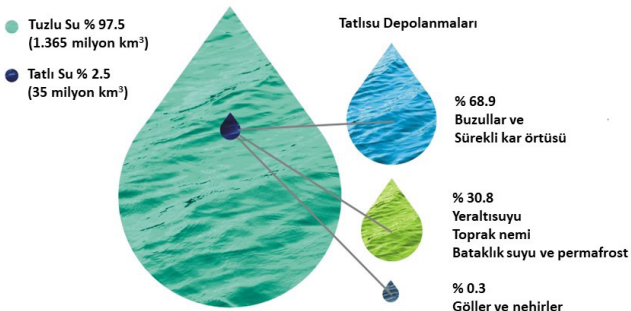 Tuzlu Su % 97.5
(1.365 milyon km³)
Tatlı Su % 2.5
(35 milyon km³)
Tatlısu Depolanmaları
% 68.9
Buzullar ve
Sürekli kar örtüsü
% 30.8
Yeraltısuyu
Toprak nemi
Bataklık suyu ve permafrost
% 0.3
Göller ve nehirler